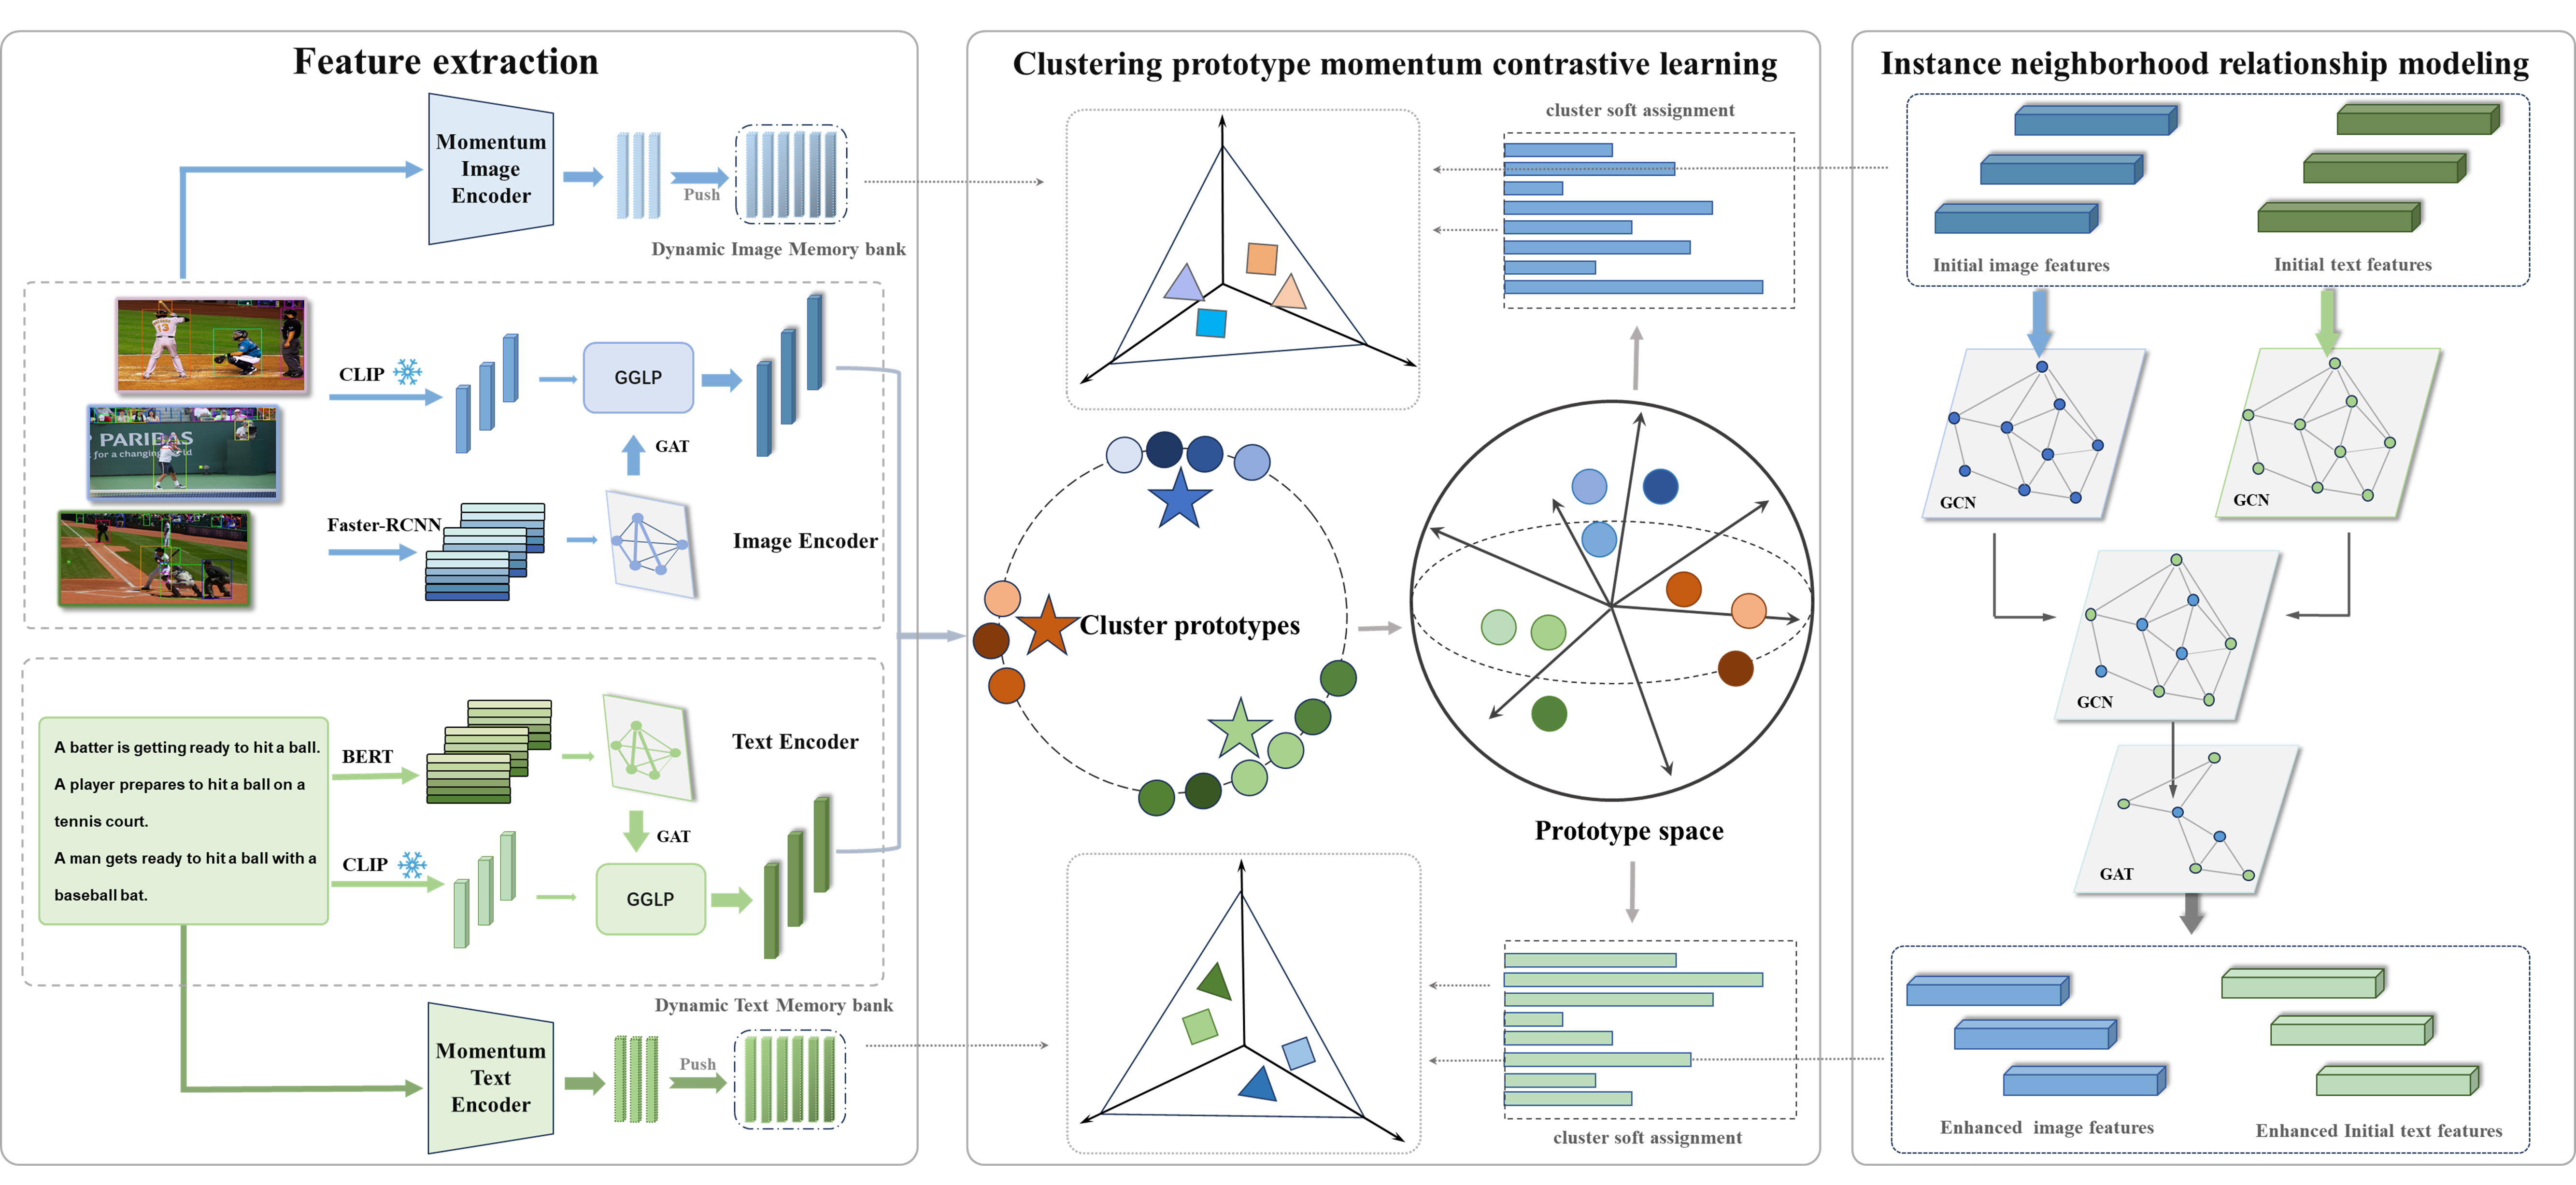 Feature extraction
Momentum
Image
Encoder
Push
Dynamic Image Memory bank
13
PARIBAS
for a changing world
CLIP
GGLP
GAT
Faster-RCNN
Image Encoder
A batter is getting ready to hit a ball.
A player prepares to hit a ball on a
tennis court.
A man gets ready to hit a ball with a
baseball bat.
BERT
Text Encoder
GAT
CLIP
GGLP
Dynamic Text Memory bank
Momentum
Text
Encoder
Push
Clustering prototype momentum contrastive learning
cluster soft assignment
Cluster prototypes
Prototype space
cluster soft assignment
Instance neighborhood relationship modeling
Initial image features
Initial text features
GCN
GCN
GCN
GAT
Enhanced image features
Enhanced Initial text features